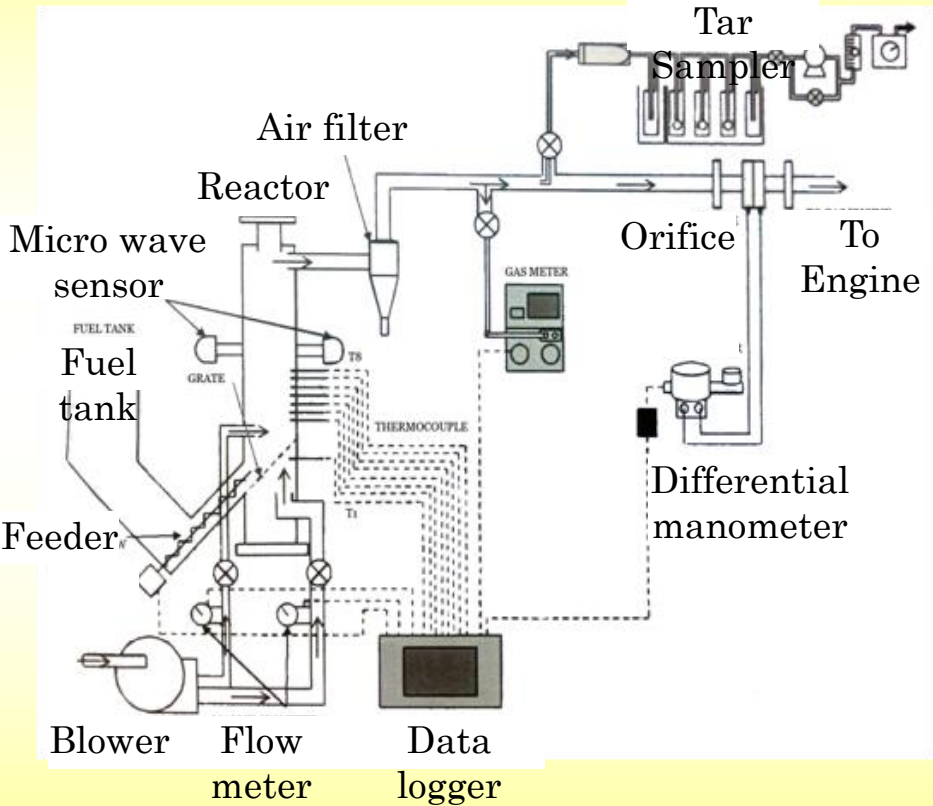 Tar
Sampler
Air filter
Reactor
Micro wave
sensor
Orifice
To
Engine
GAS METER
FUEL TANK
Fuel
tank
GRATE
T8
THERMOCOUPLE
Differential
manometer
T1
Feeder
Blower
Flow
meter
Data
logger